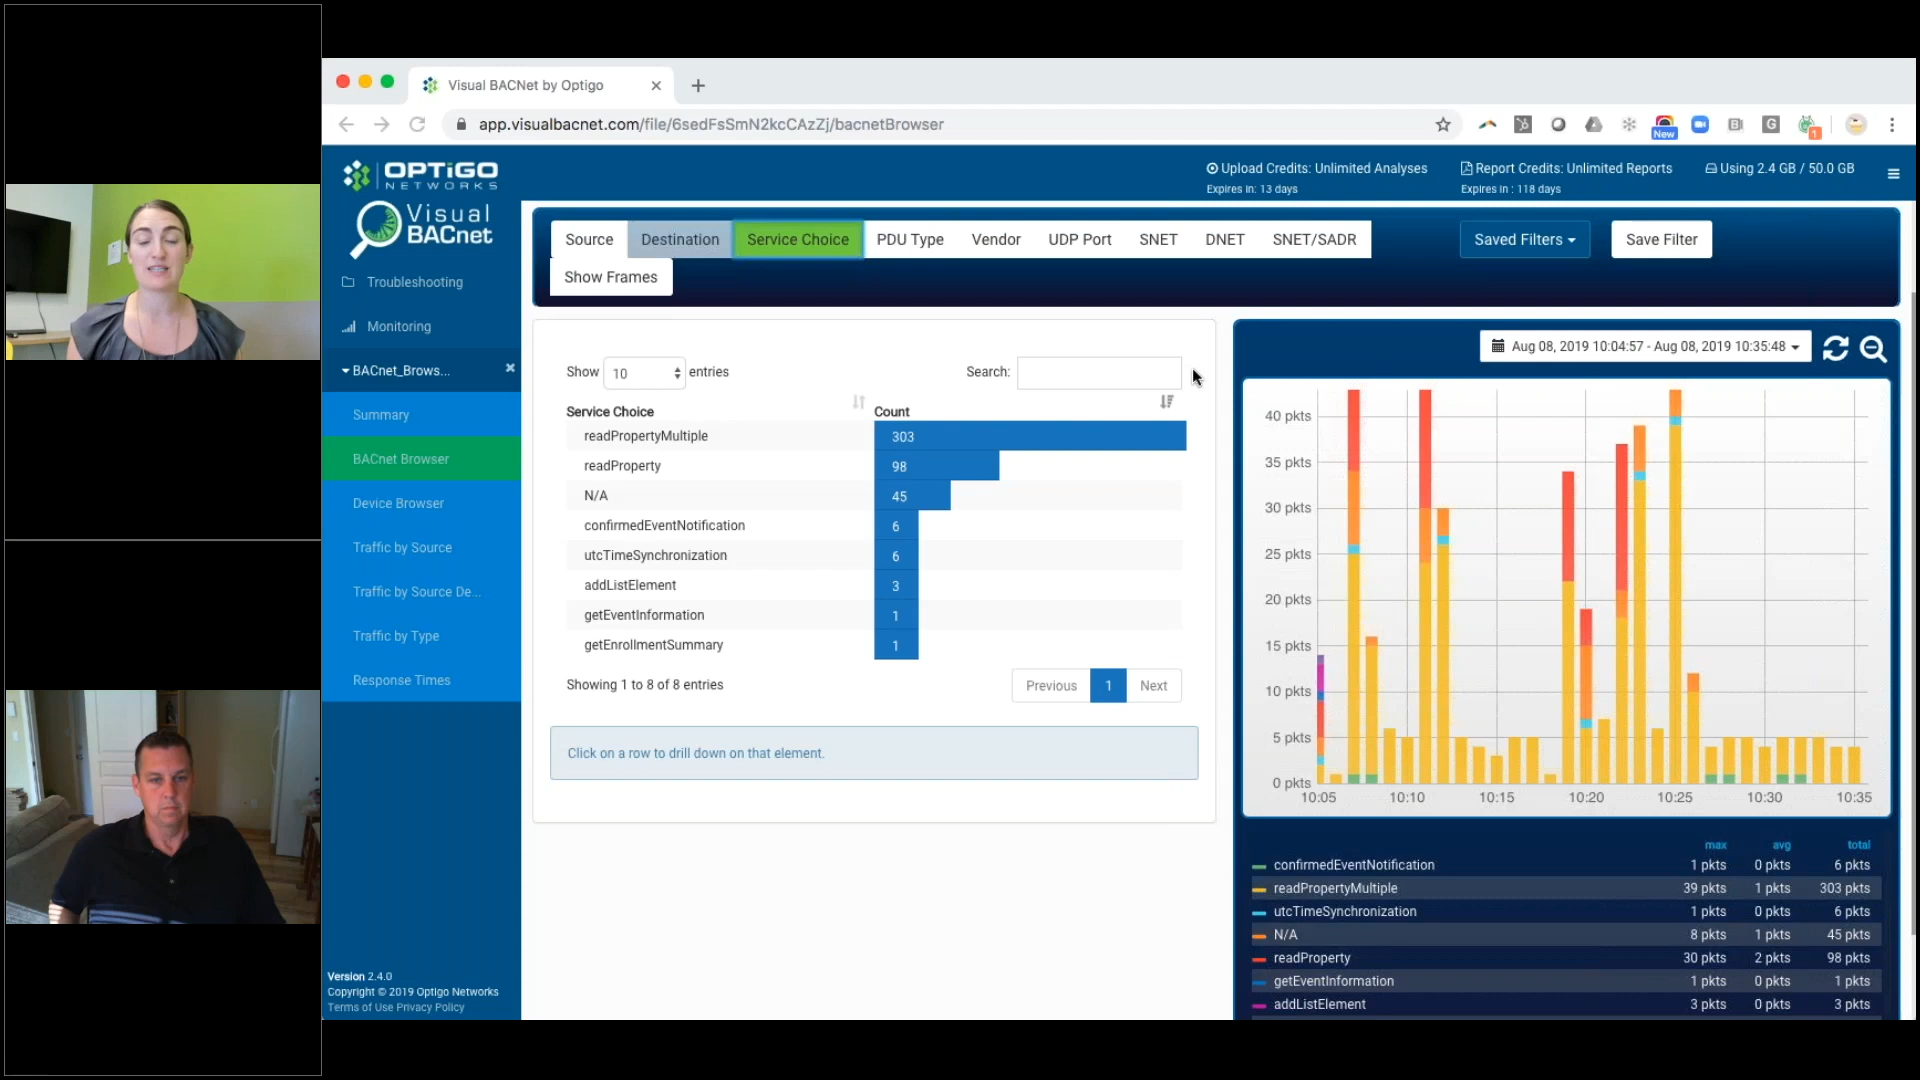 Visual BACNet by Optigo
app.visualbacnet.com/file/6sedFsSmN2kcCAzZj/bacnetBrowser
New
1
OPTiGO
NETWORKS
Visual
BACnet
Upload Credits: Unlimited Analyses
Expires in: 13 days
Report Credits: Unlimited Reports
Expires in : 118 days
Using 2.4 GB / 50.0 GB
Troubleshooting
Monitoring
BACnet_Brows...
Summary
BACnet Browser
Device Browser
Traffic by Source
Traffic by Source De...
Traffic by Type
Response Times
Version 2.4.0
Copyright © 2019 Optigo Networks
Terms of Use Privacy Policy
Source Destination Service Choice PDU Type Vendor UDP Port SNET DNET SNET/SADR
Show Frames
Saved Filters
Save Filter
Show 10 entries
Search:
Service Choice Count
readPropertyMultiple 303
readProperty 98
N/A 45
confirmedEventNotification 6
utcTimeSynchronization 6
addListElement 3
getEventInformation 1
getEnrollmentSummary 1
Showing 1 to 8 of 8 entries
Previous 1 Next
Click on a row to drill down on that element.
Aug 08, 2019 10:04:57 - Aug 08, 2019 10:35:48
40 pkts
35 pkts
30 pkts
25 pkts
20 pkts
15 pkts
10 pkts
5 pkts
0 pkts
10:05 10:10 10:15 10:20 10:25 10:30 10:35
max avg total
confirmedEventNotification 1 pkts 0 pkts 6 pkts
readPropertyMultiple 39 pkts 1 pkts 303 pkts
utcTimeSynchronization 1 pkts 0 pkts 6 pkts
N/A 8 pkts 1 pkts 45 pkts
readProperty 30 pkts 2 pkts 98 pkts
getEventInformation 1 pkts 0 pkts 1 pkts
addListElement 3 pkts 0 pkts 3 pkts